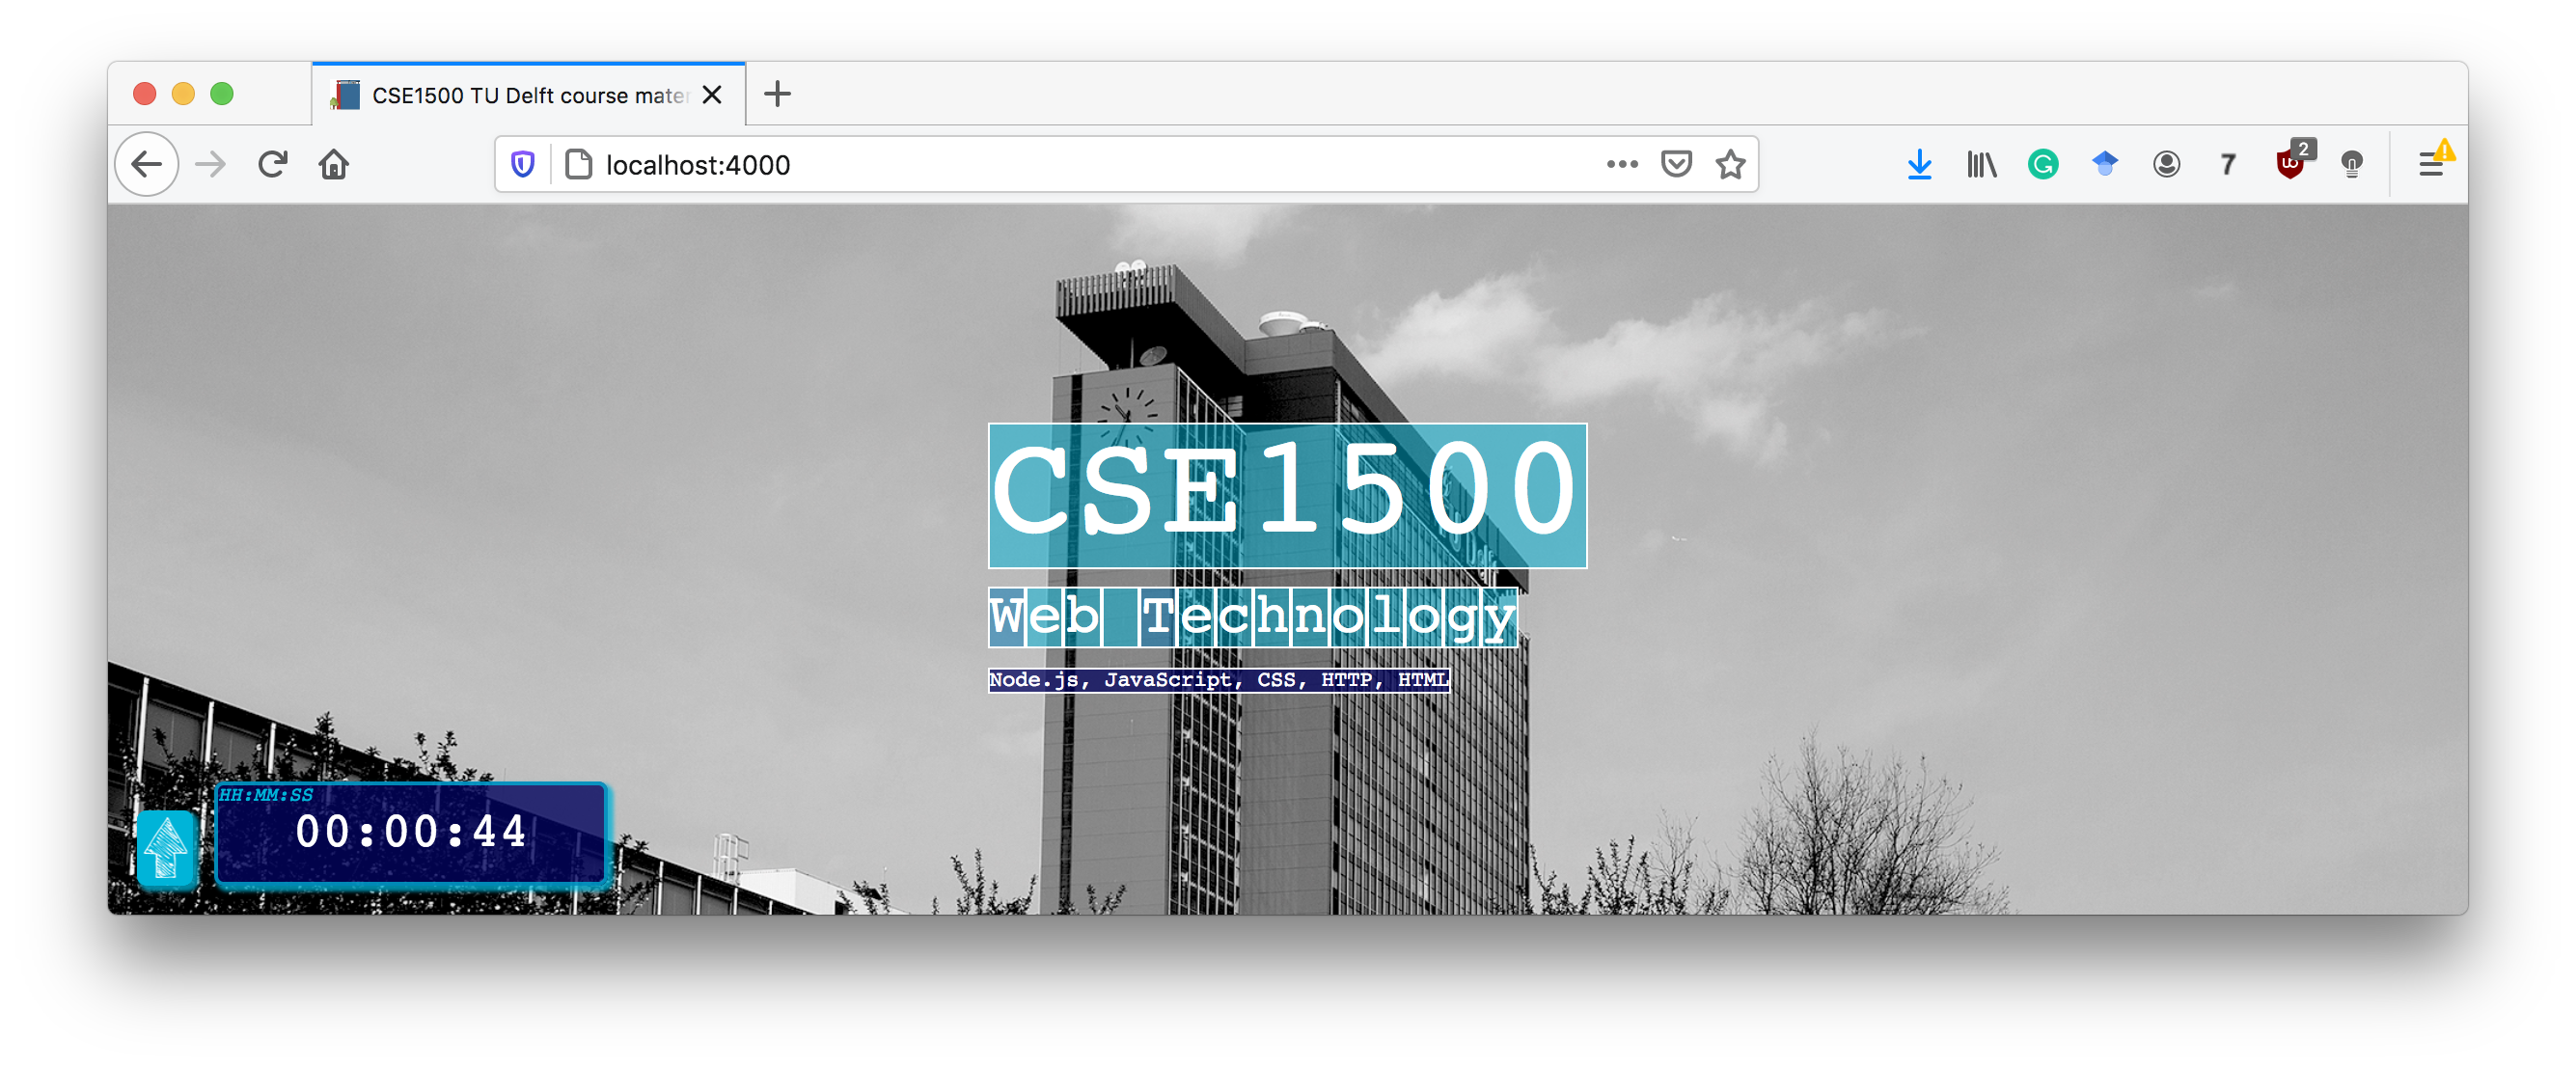 CSE1500 TU Delft course mater
localhost:4000
7
2
CSE1500
Web Technology
Node.js, JavaScript, CSS, HTTP, HTML
HH:MM:SS
00:00:44